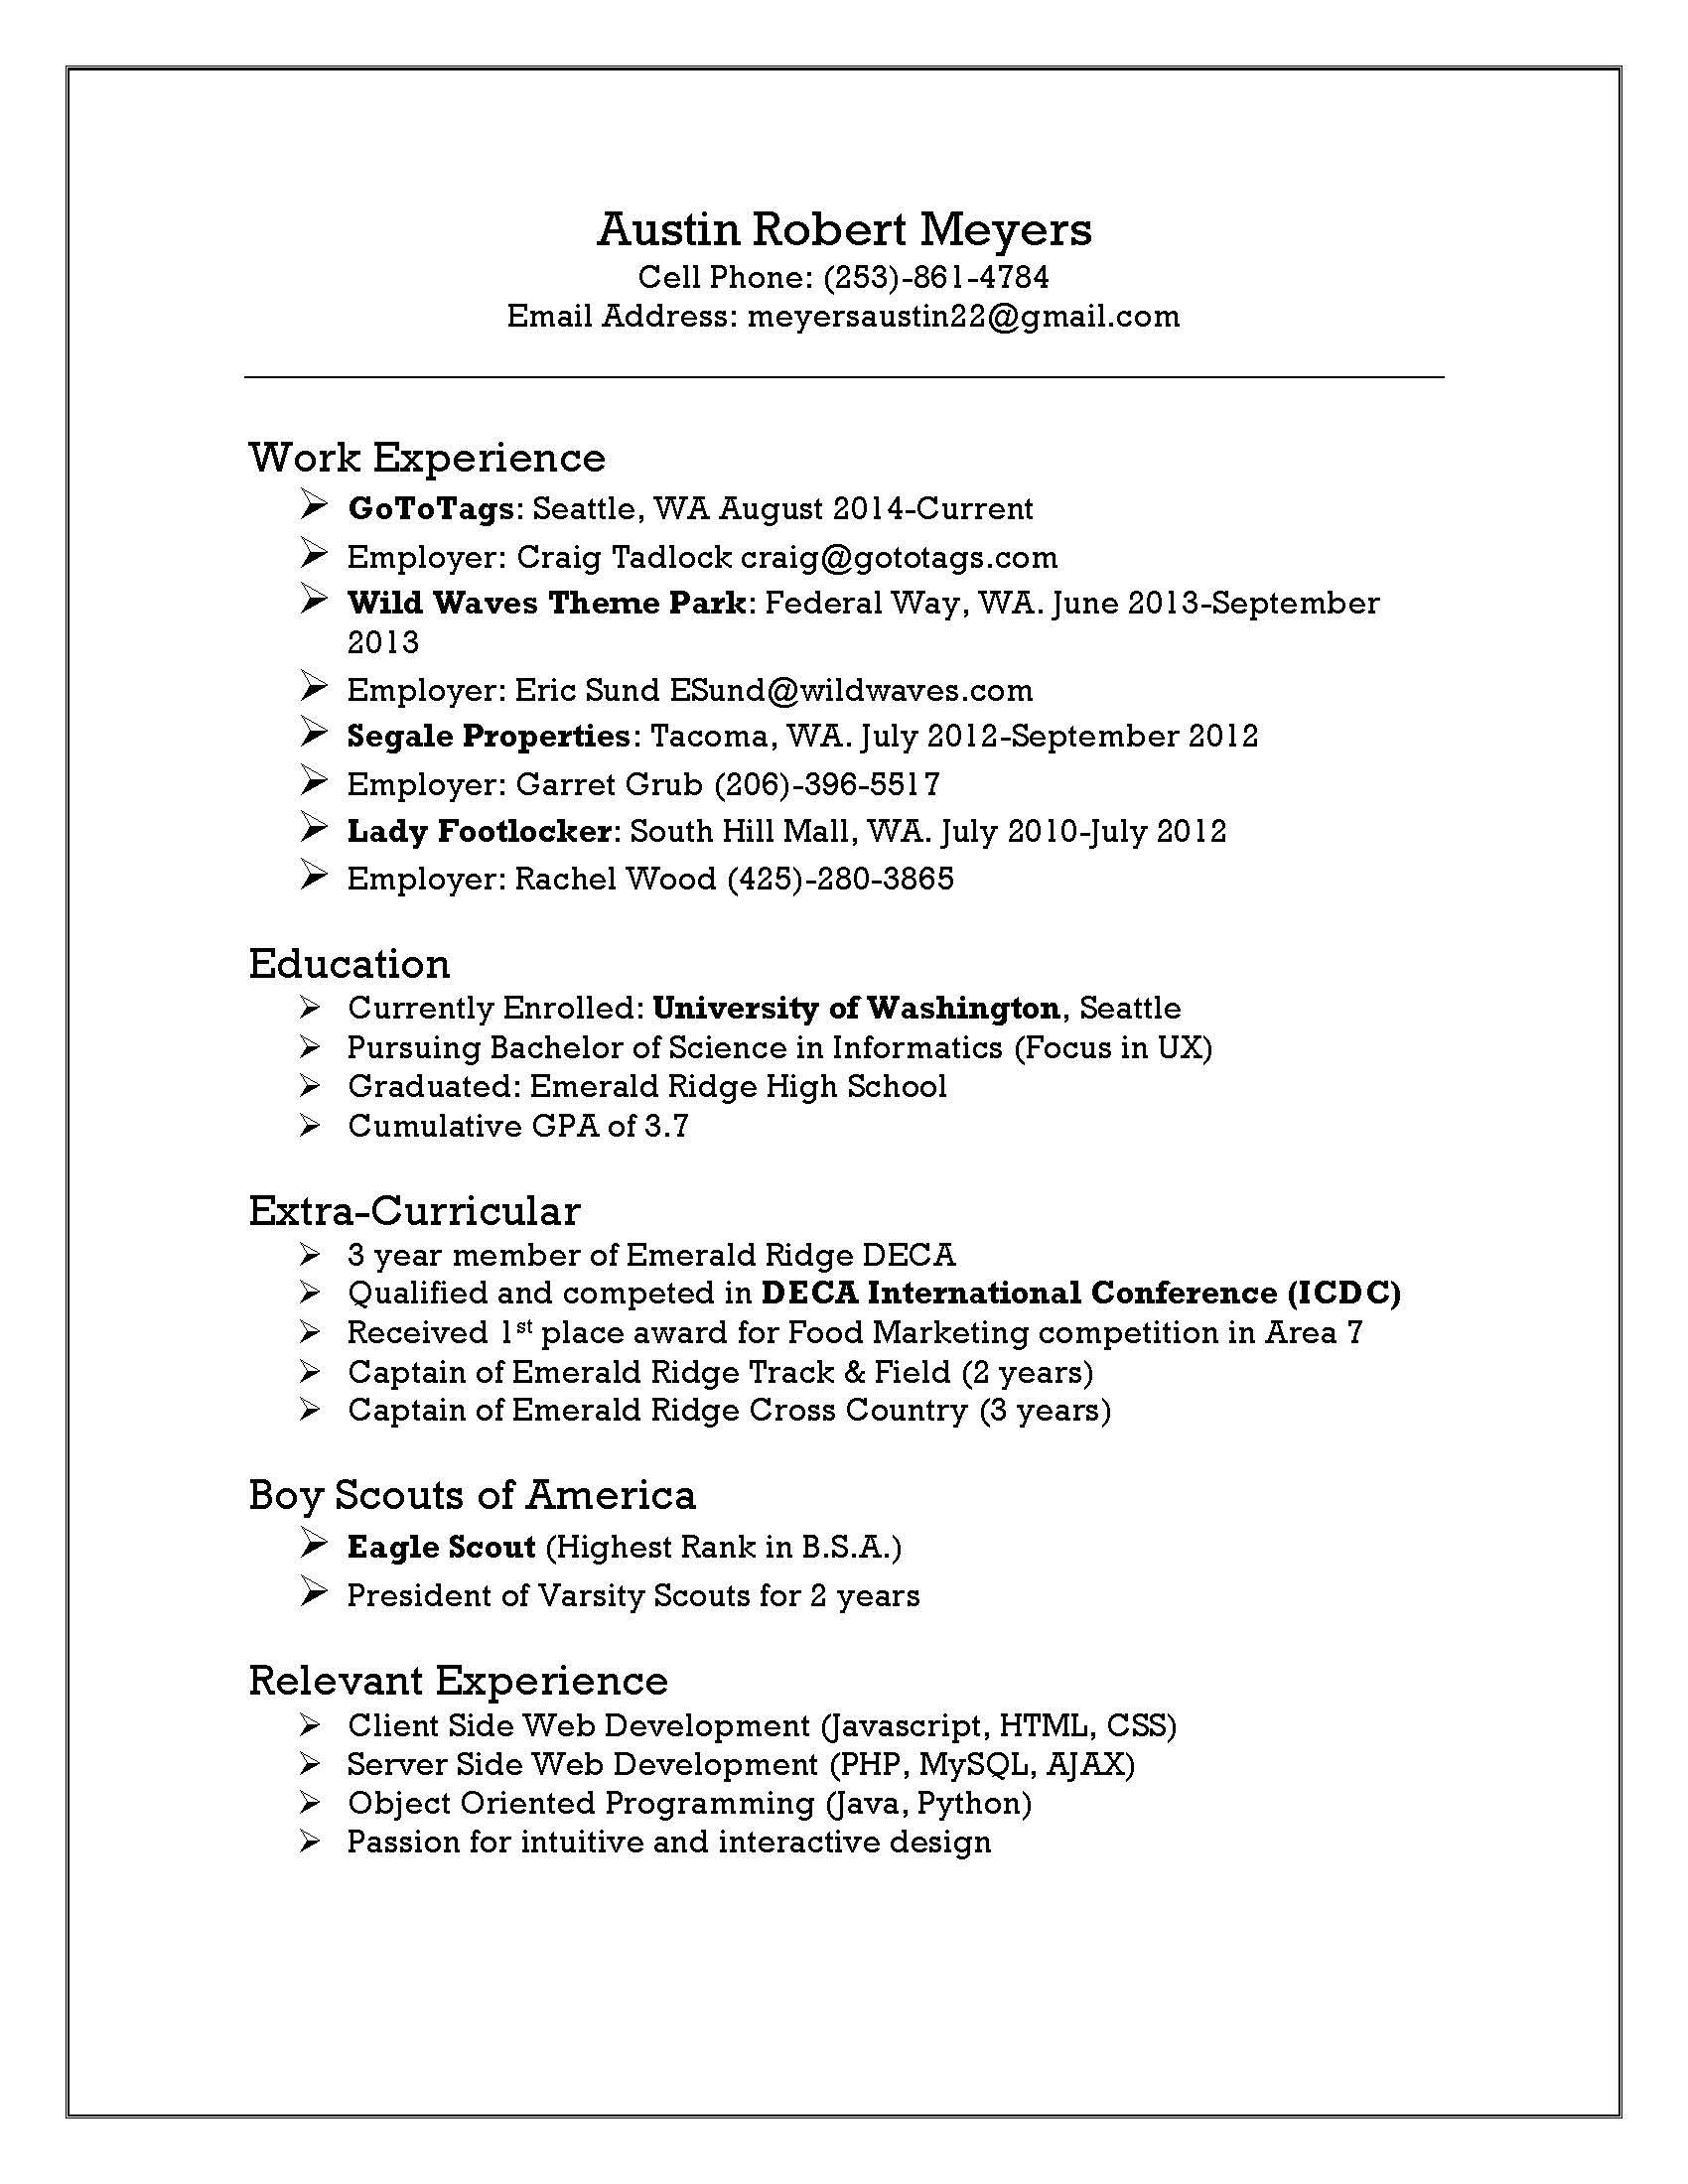 Austin Robert Meyers
Cell Phone: (253)-861-4784
Email Address: meyersaustin22@gmail.com
Work Experience
GoToTags: Seattle, WA August 2014-Current
Employer: Craig Tadlock craig@gototags.com
Wild Waves Theme Park: Federal Way, WA. June 2013-September
2013
Employer: Eric Sund ESund@wildwaves.com
Segale Properties: Tacoma, WA. July 2012-September 2012
Employer: Garret Grub (206)-396-5517
Lady Footlocker: South Hill Mall, WA. July 2010-July 2012
Employer: Rachel Wood (425)-280-3865
Education
Currently Enrolled: University of Washington, Seattle
Pursuing Bachelor of Science in Informatics (Focus in UX)
Graduated: Emerald Ridge High School
Cumulative GPA of 3.7
Extra-Curricular
3 year member of Emerald Ridge DECA
Qualified and competed in DECA International Conference (ICDC)
Received 1st place award for Food Marketing competition in Area 7
Captain of Emerald Ridge Track & Field (2 years)
Captain of Emerald Ridge Cross Country (3 years)
Boy Scouts of America
Eagle Scout (Highest Rank in B.S.A.)
President of Varsity Scouts for 2 years
Relevant Experience
Client Side Web Development (Javascript, HTML, CSS)
Server Side Web Development (PHP, MySQL, AJAX)
Object Oriented Programming (Java, Python)
Passion for intuitive and interactive design